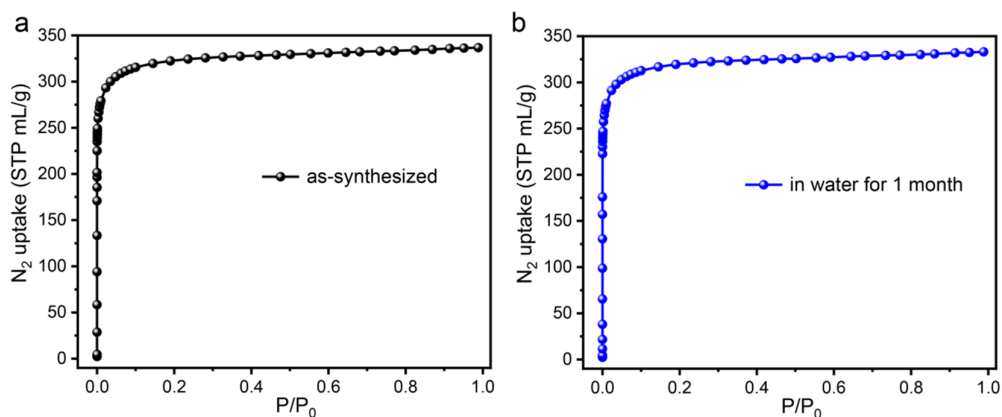 a
350
300
250
200
150
100
50
0
N₂ uptake (STP mL/g)
as-synthesized
0.0 0.2 0.4 0.6 0.8 1.0
P/P₀
b
350
300
250
200
150
100
50
0
N₂ uptake (STP mL/g)
in water for 1 month
0.0 0.2 0.4 0.6 0.8 1.0
P/P₀